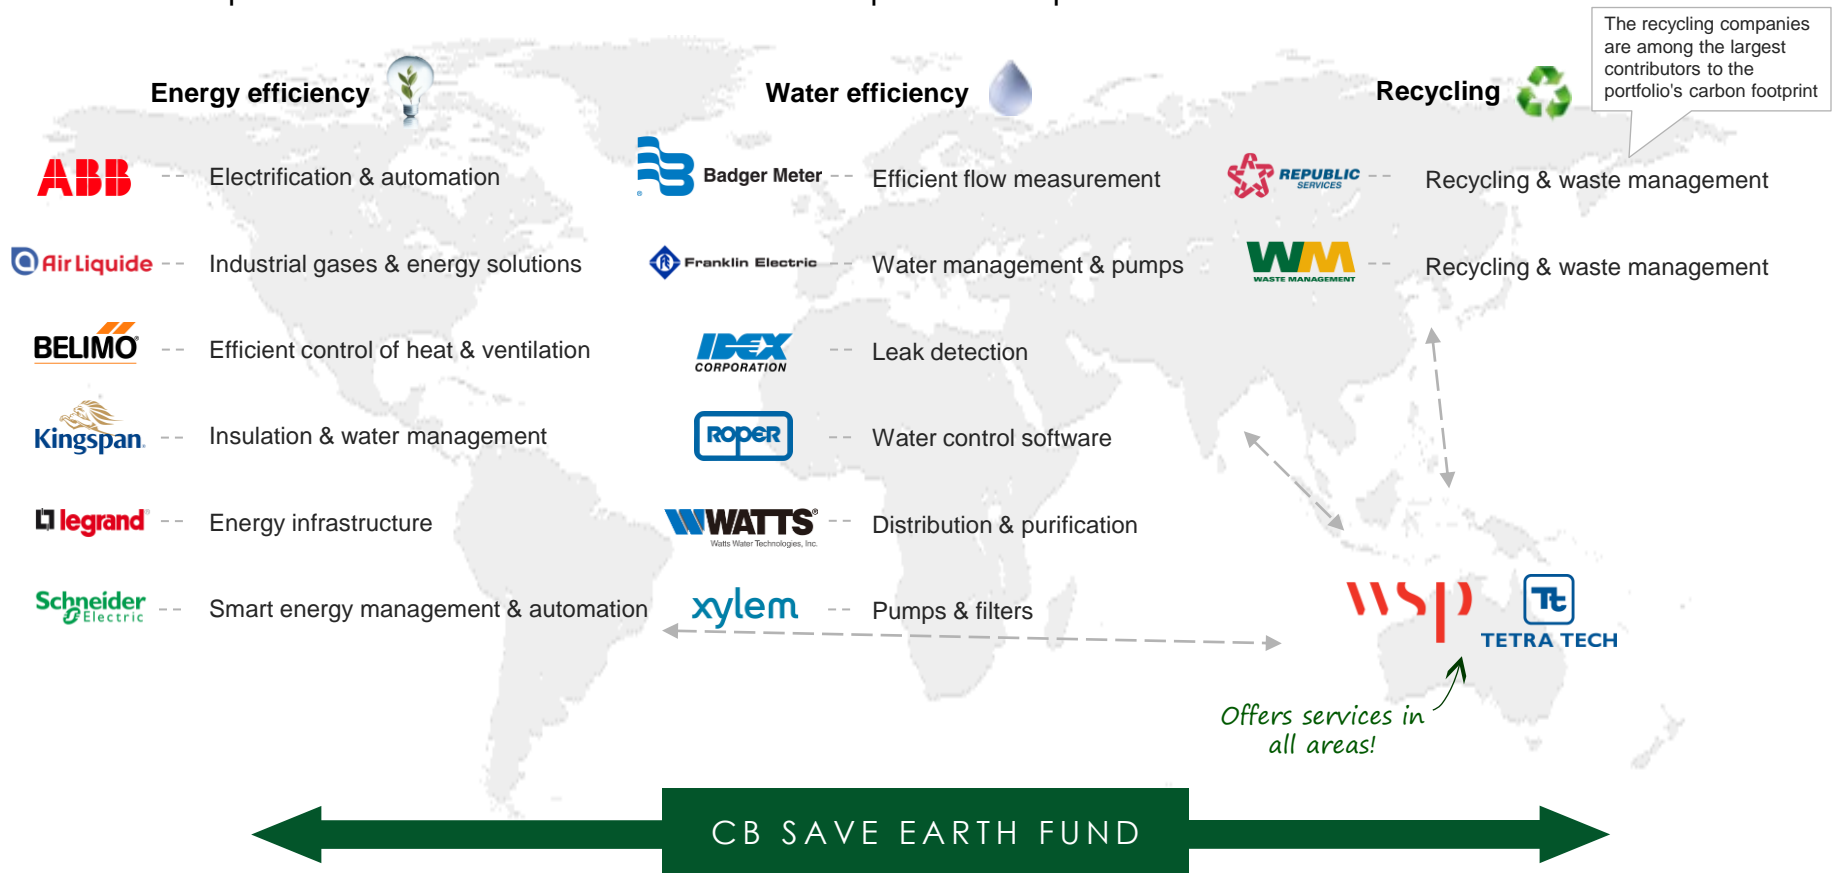 The recycling companies
are among the largest
contributors to the
portfolio's carbon footprint
Energy efficiency
Water efficiency
Recycling
ABB
Electrification & automation
Badger Meter
Efficient flow measurement
REPUBLIC
SERVICES
Recycling & waste management
Air Liquide
Industrial gases & energy solutions
Franklin Electric
Water management & pumps
WM
WASTE MANAGEMENT
Recycling & waste management
BELIMO
Efficient control of heat & ventilation
IDEX
CORPORATION
Leak detection
Kingspan
Insulation & water management
ROPER
Water control software
legrand®
Energy infrastructure
WATTS®
Watts Water Technologies, Inc.
Distribution & purification
Schneider
Electric
Smart energy management & automation
xylem
Pumps & filters
wsp
Tt
TETRA TECH
Offers services in
all areas!
CB SAVE EARTH FUND